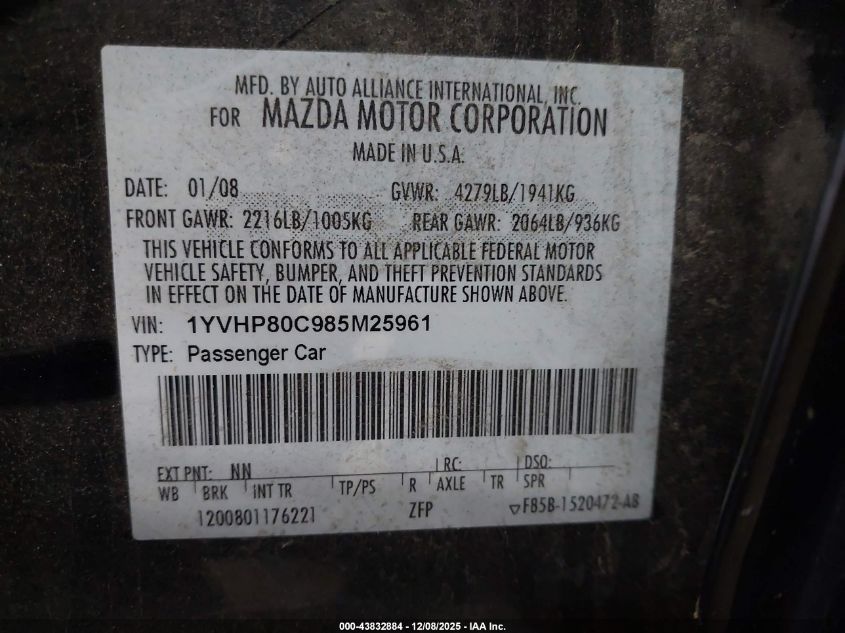 MFD. BY AUTO ALLIANCE INTERNATIONAL, INC.
FOR MAZDA MOTOR CORPORATION
MADE IN U.S.A.
DATE: 01/08 GVWR: 4279LB/1941KG
FRONT GAWR: 2216LB/1005KG REAR GAWR: 2064LB/936KG
THIS VEHICLE CONFORMS TO ALL APPLICABLE FEDERAL MOTOR
VEHICLE SAFETY, BUMPER, AND THEFT PREVENTION STANDARDS
IN EFFECT ON THE DATE OF MANUFACTURE SHOWN ABOVE.
VIN: 1YVHP80C985M25961
TYPE: Passenger Car
EXT PNT: NN RC: DSO:
WB BRK INT TR TP/PS R AXLE TR SPR
1200801176221 ZFP ▽FB5B-1520472-AB
000-43832884 - 12/08/2025 - IAA Inc.